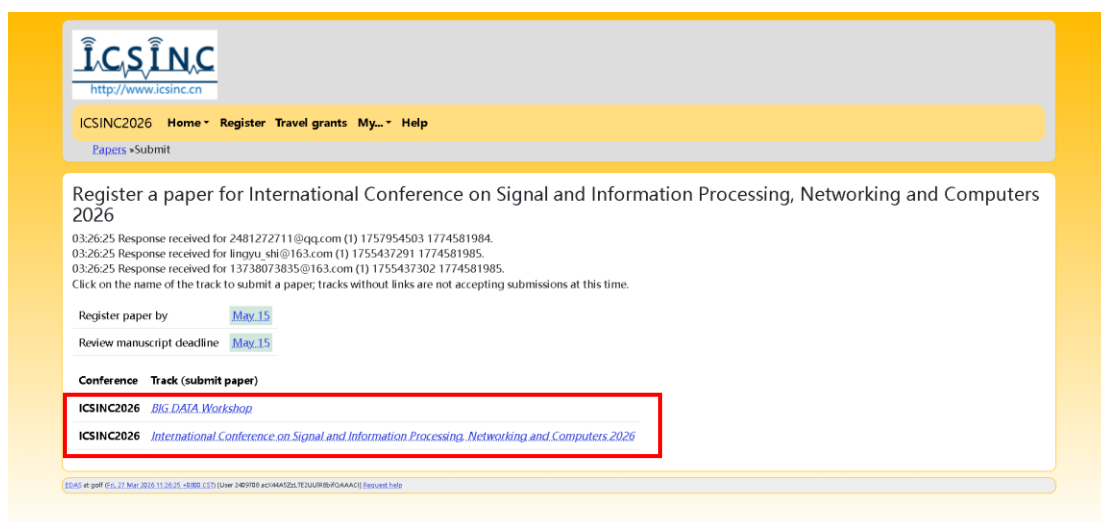 ICSINC
http://www.icsinc.cn
ICSINC2026 Home Register Travel grants My... Help
Papers »Submit
Register a paper for International Conference on Signal and Information Processing, Networking and Computers
2026
03:26:25 Response received for 2481272711@qq.com (1) 1757954503 1774581984.
03:26:25 Response received for lingyu_shi@163.com (1) 1755437291 1774581985.
03:26:25 Response received for 13738073835@163.com (1) 1755437302 1774581985.
Click on the name of the track to submit a paper; tracks without links are not accepting submissions at this time.
Register paper by May 15
Review manuscript deadline May 15
Conference Track (submit paper)
ICSINC2026 BIG DATA Workshop
ICSINC2026 International Conference on Signal and Information Processing, Networking and Computers 2026
EDAS at golf (Fri, 27 Mar 2026 11:26:25 +0800 CST) [User 2409708 Request help